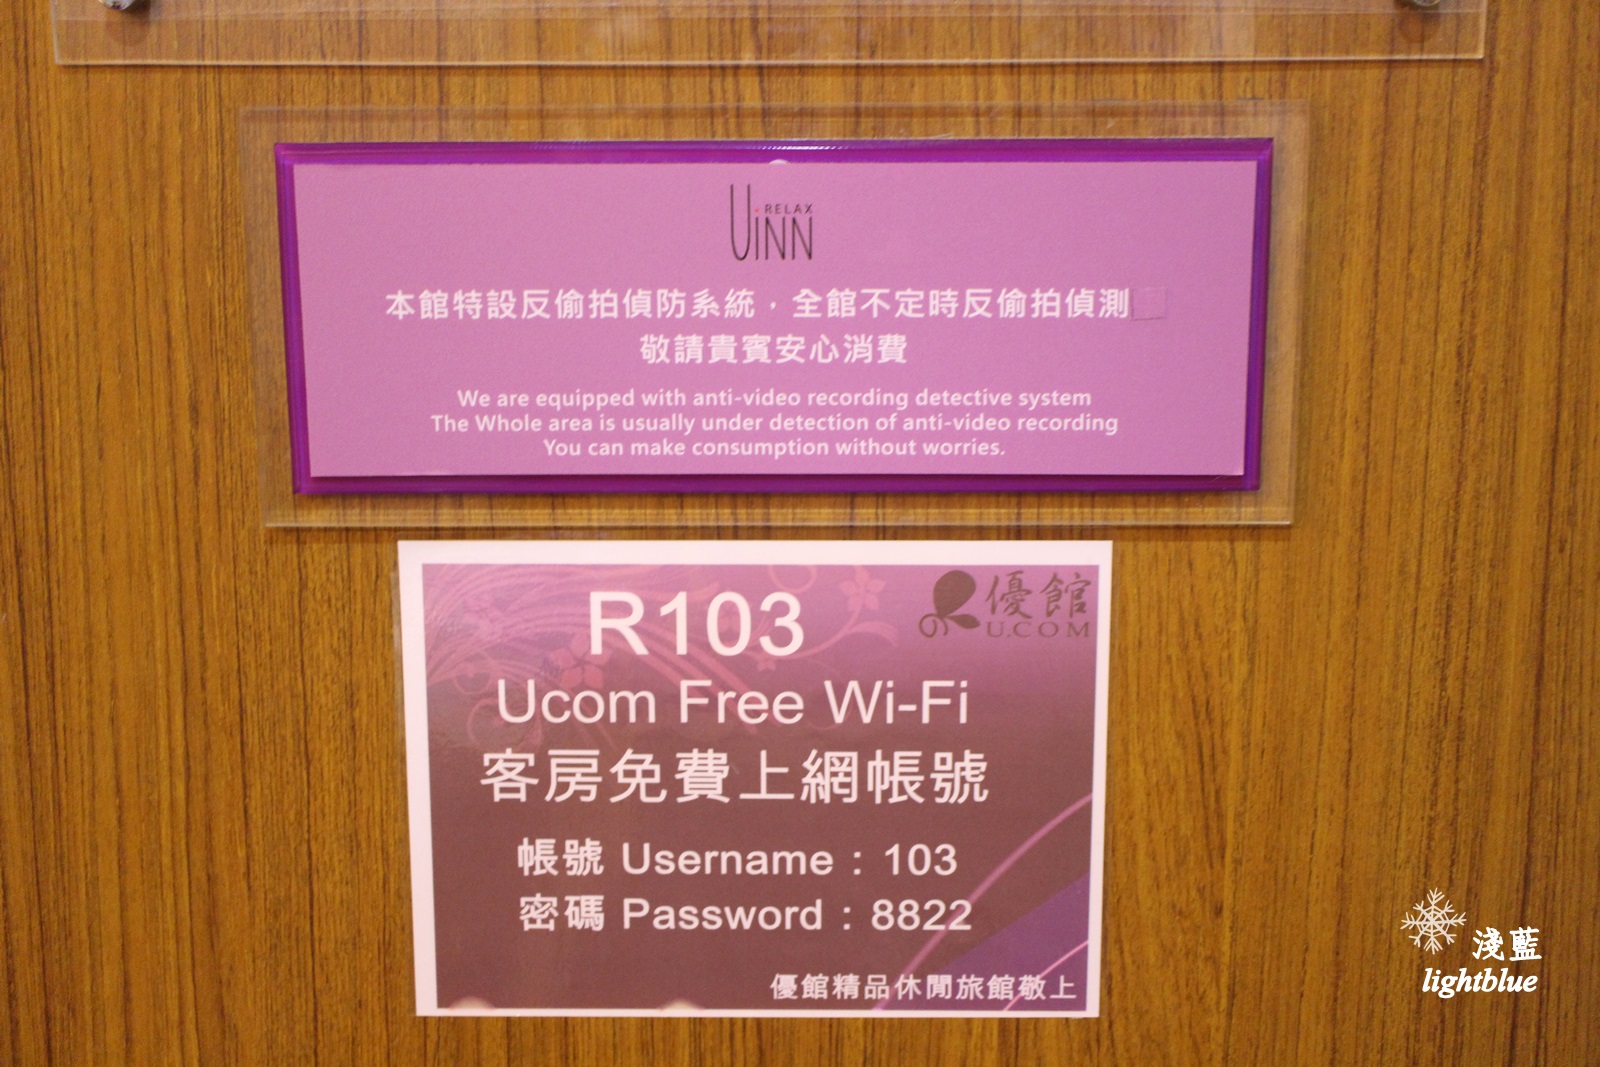 RELAX
UiNN
本館特設反偷拍偵防系統，全館不定時反偷拍偵測
敬請貴賓安心消費
We are equipped with anti-video recording detective system
The Whole area is usually under detection of anti-video recording
You can make consumption without worries.
R103
優館
U.COM
Ucom Free Wi-Fi
客房免費上網帳號
帳號 Username：103
密碼 Password：8822
優館精品休閒旅館敬上
淺藍
lightblue